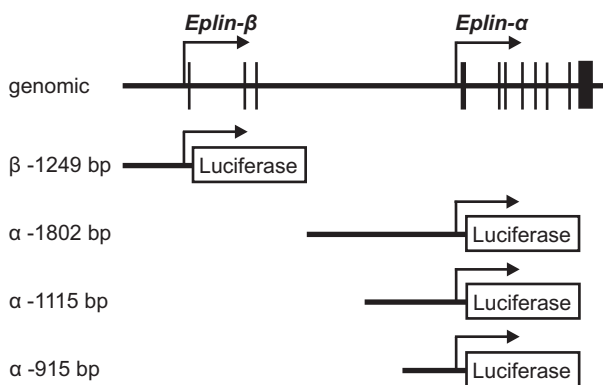 Eplin-β Eplin-α
genomic
β -1249 bp Luciferase
α -1802 bp Luciferase
α -1115 bp Luciferase
α -915 bp Luciferase